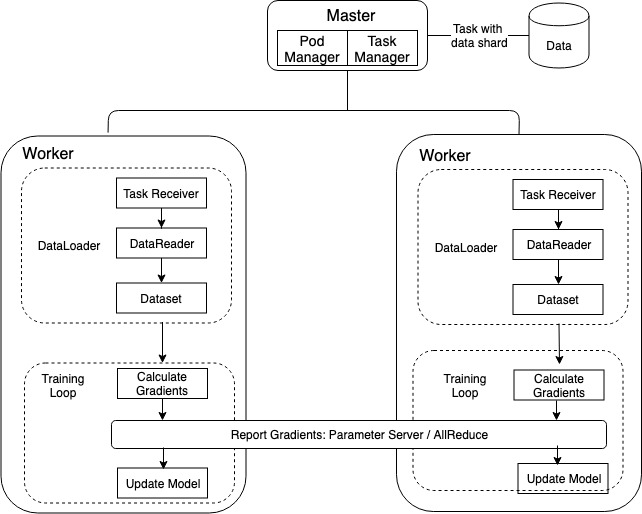 Master
Pod
Manager
Task
Manager
Task with
data shard
Data
Worker
Task Receiver
DataLoader
DataReader
Dataset
Training
Loop
Calculate
Gradients
Worker
Task Receiver
DataLoader
DataReader
Dataset
Training
Loop
Calculate
Gradients
Report Gradients: Parameter Server / AllReduce
Update Model
Update Model